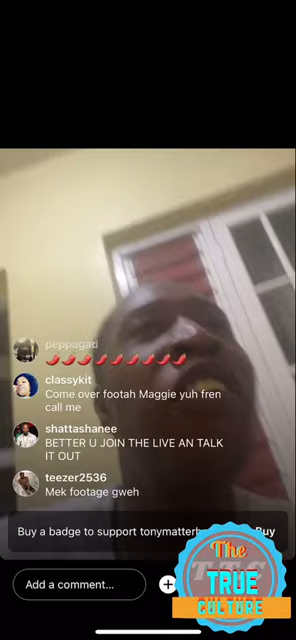 peppagad
🌶️🌶️🌶️🌶️🌶️🌶️🌶️🌶️🌶️
classykit
Come over footah Maggie yuh fren
call me
shattashanee
BETTER U JOIN THE LIVE AN TALK
IT OUT
teezer2536
Mek footage gweh
Buy a badge to support tonymatterh
Buy
Add a comment...
The
TRUE
CULTURE